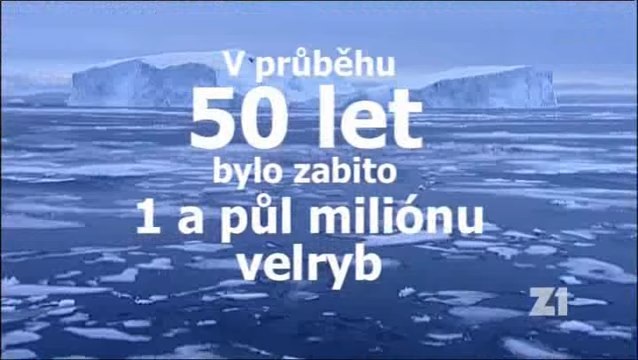 V průběhu
50 let
bylo zabito
1 a půl miliónu
velryb
Z1